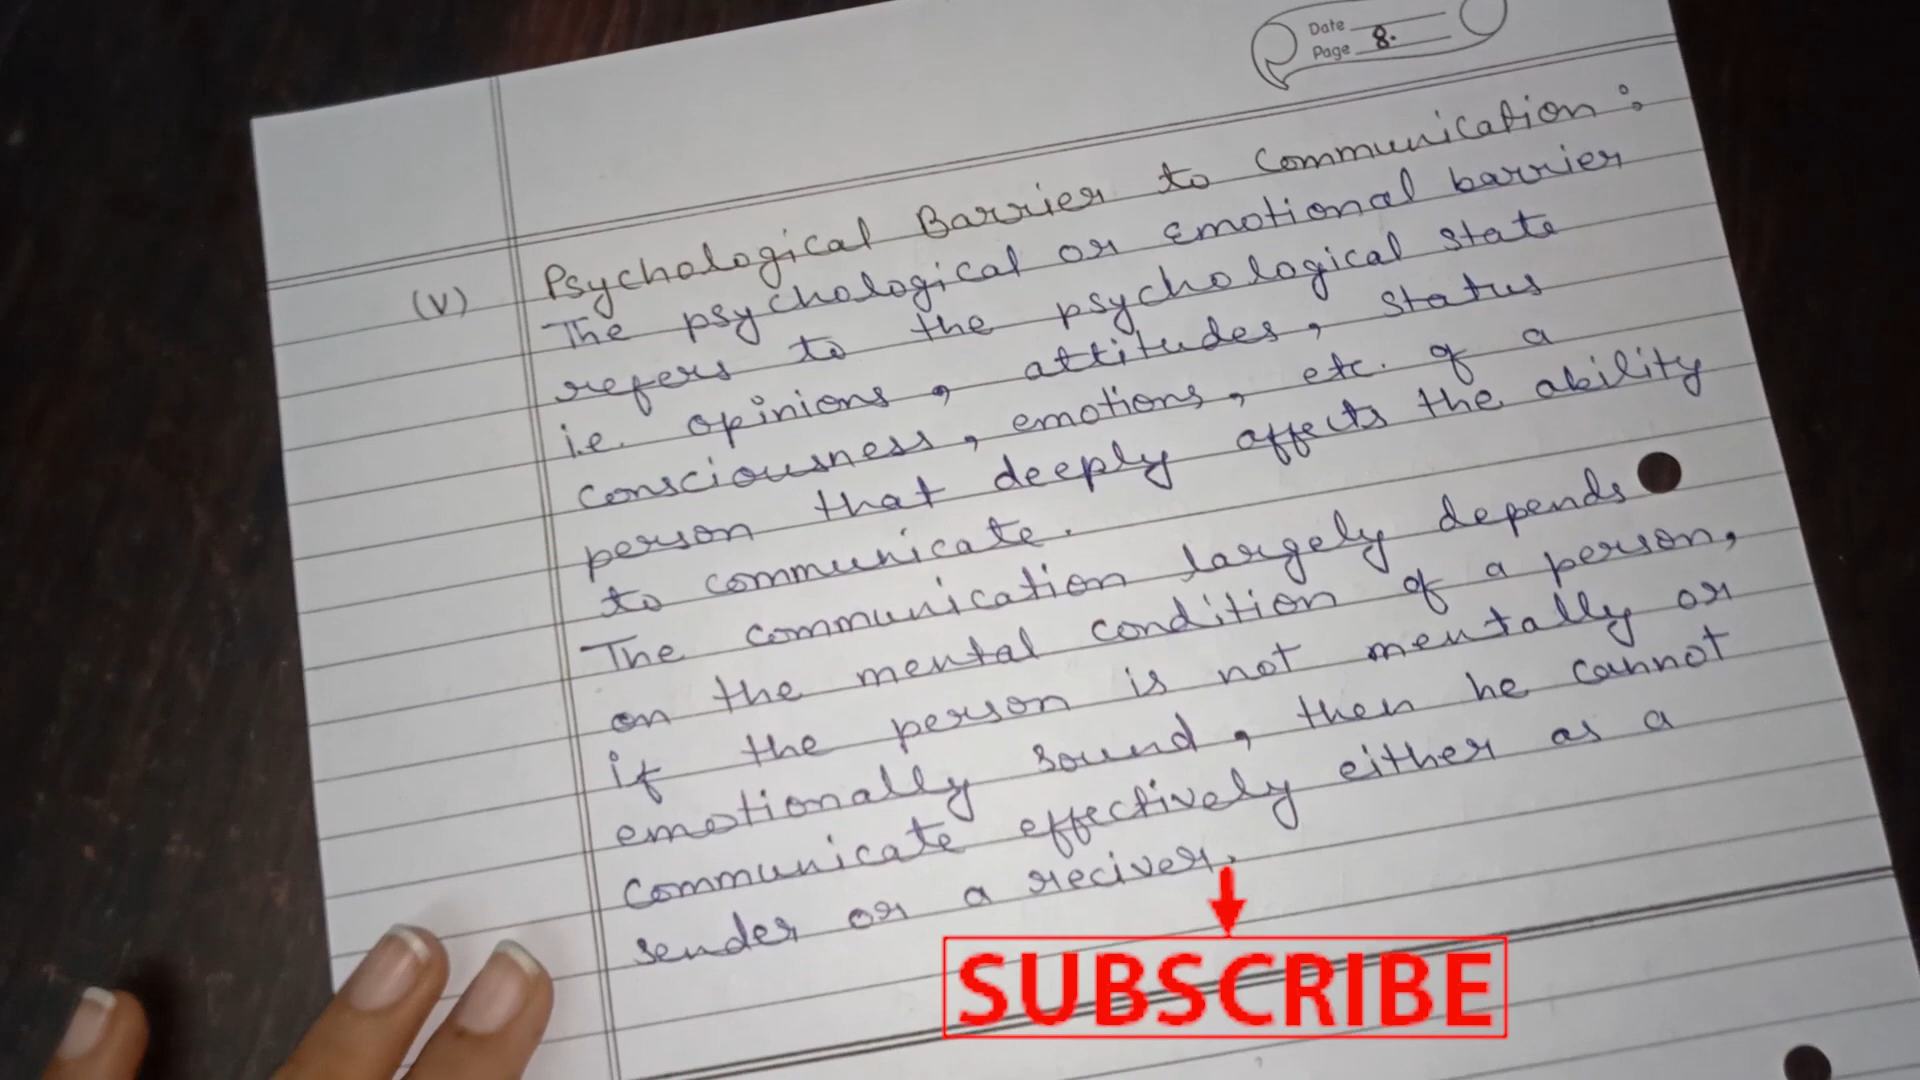 Date
Page 8.
(V) Psychological Barrier to Communication :
The psychological or emotional barrier
refers to the psychological state
i.e. opinions, attitudes, status
consciousness, emotions, etc. of a
person that deeply affects the ability
to communicate.
The communication largely depends
on the mental condition of a person,
if the person is not mentally or
emotionally sound, then he cannot
communicate effectively either as a
sender or a reciver.
SUBSCRIBE